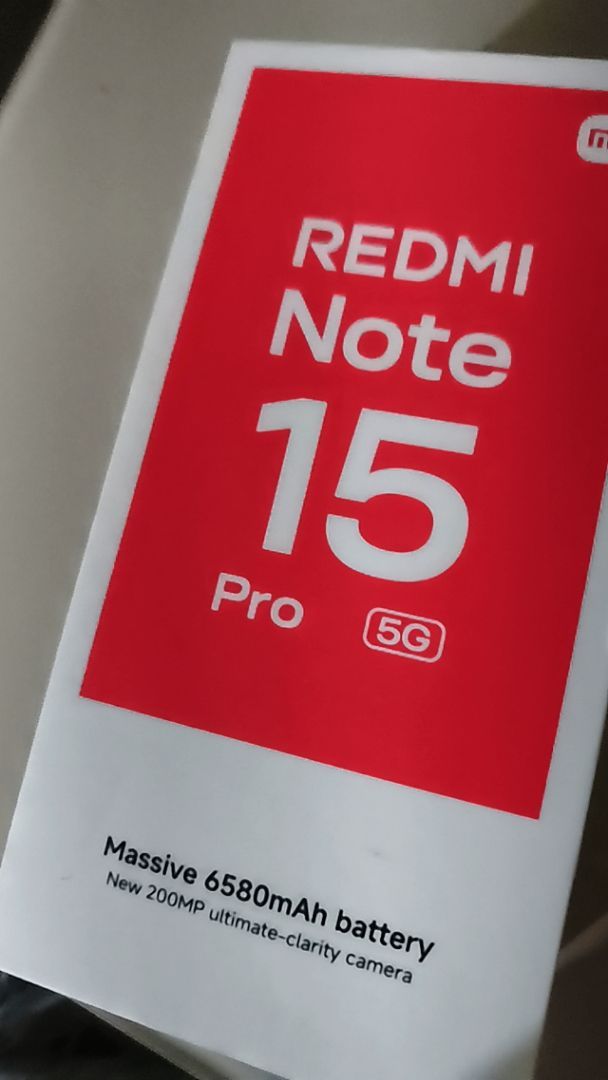 REDMI
Note
15
Pro 5G
Massive 6580mAh battery
New 200MP ultimate-clarity camera